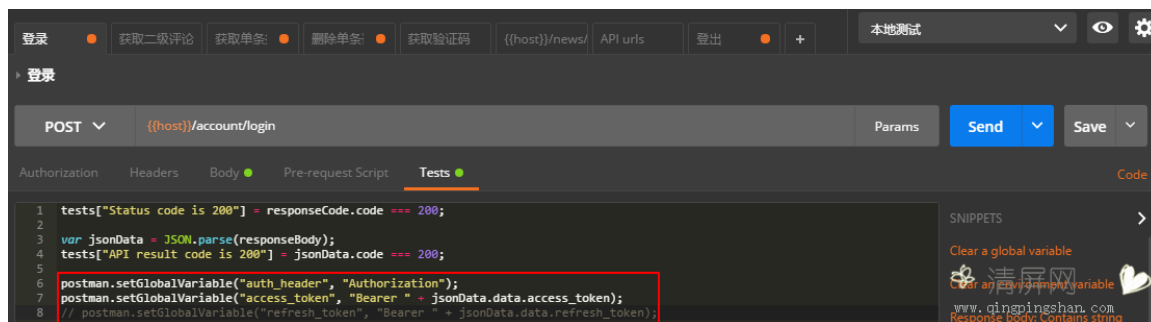 登录 获取二级评论 获取单条 删除单条 获取验证码 {{host}}/news/ API urls 登出 + 本地测试
登录
POST {{host}}/account/login Params Send Save
Authorization Headers Body Pre-request Script Tests Code
1 tests["Status code is 200"] = responseCode.code === 200;
2
3 var jsonData = JSON.parse(responseBody);
4 tests["API result code is 200"] = jsonData.code === 200;
5
6 postman.setGlobalVariable("auth_header", "Authorization");
7 postman.setGlobalVariable("access_token", "Bearer " + jsonData.data.access_token);
8 // postman.setGlobalVariable("refresh_token", "Bearer " + jsonData.data.refresh_token);
SNIPPETS
Clear a global variable
Clear an environment variable
清屏网
www.qingpingshan.com
Response body: Contains string